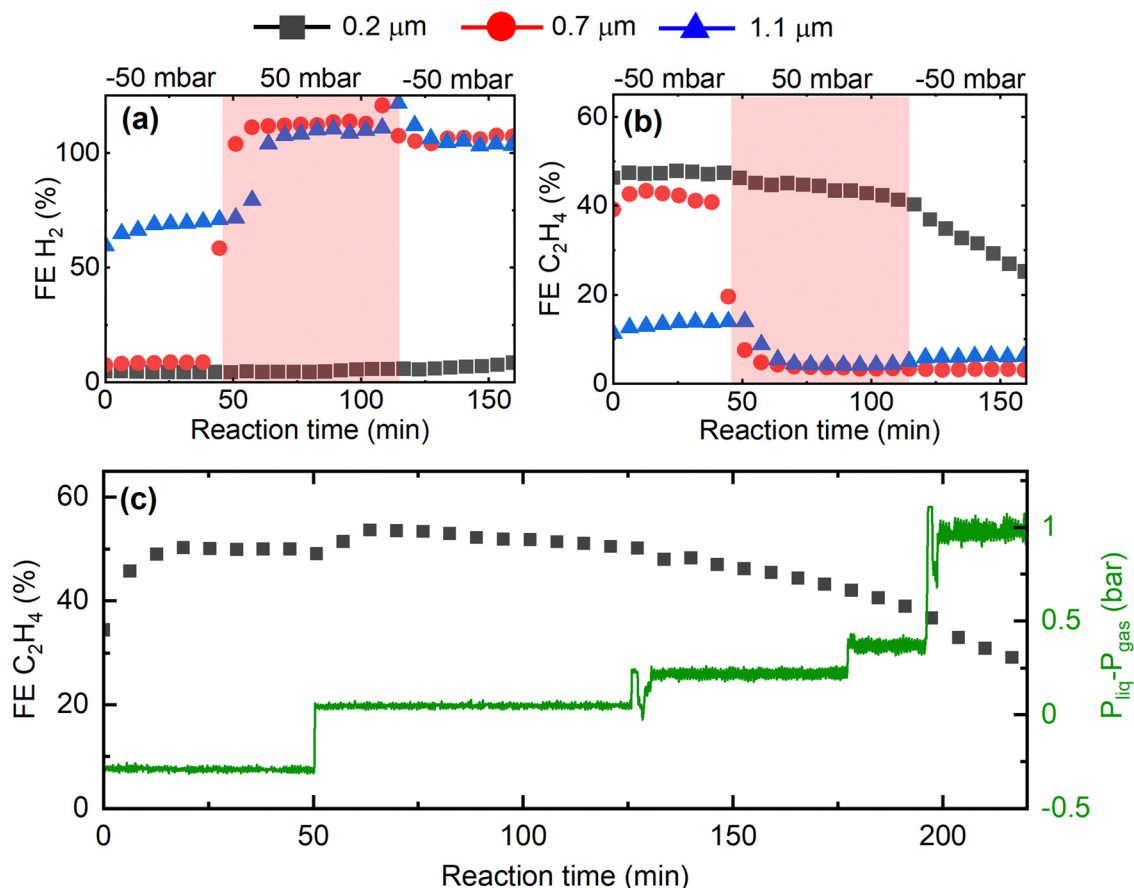 0.2 μm 0.7 μm 1.1 μm
-50 mbar 50 mbar -50 mbar -50 mbar 50 mbar -50 mbar
(a) (b)
FE H2 (%)
100
50
0
0 50 100 150
Reaction time (min)
FE C2H4 (%)
60
40
20
0
0 50 100 150
Reaction time (min)
(c)
FE C2H4 (%)
60
40
20
0
0 50 100 150 200
Reaction time (min)
1
0.5
0
-0.5
Pliq-Pgas (bar)